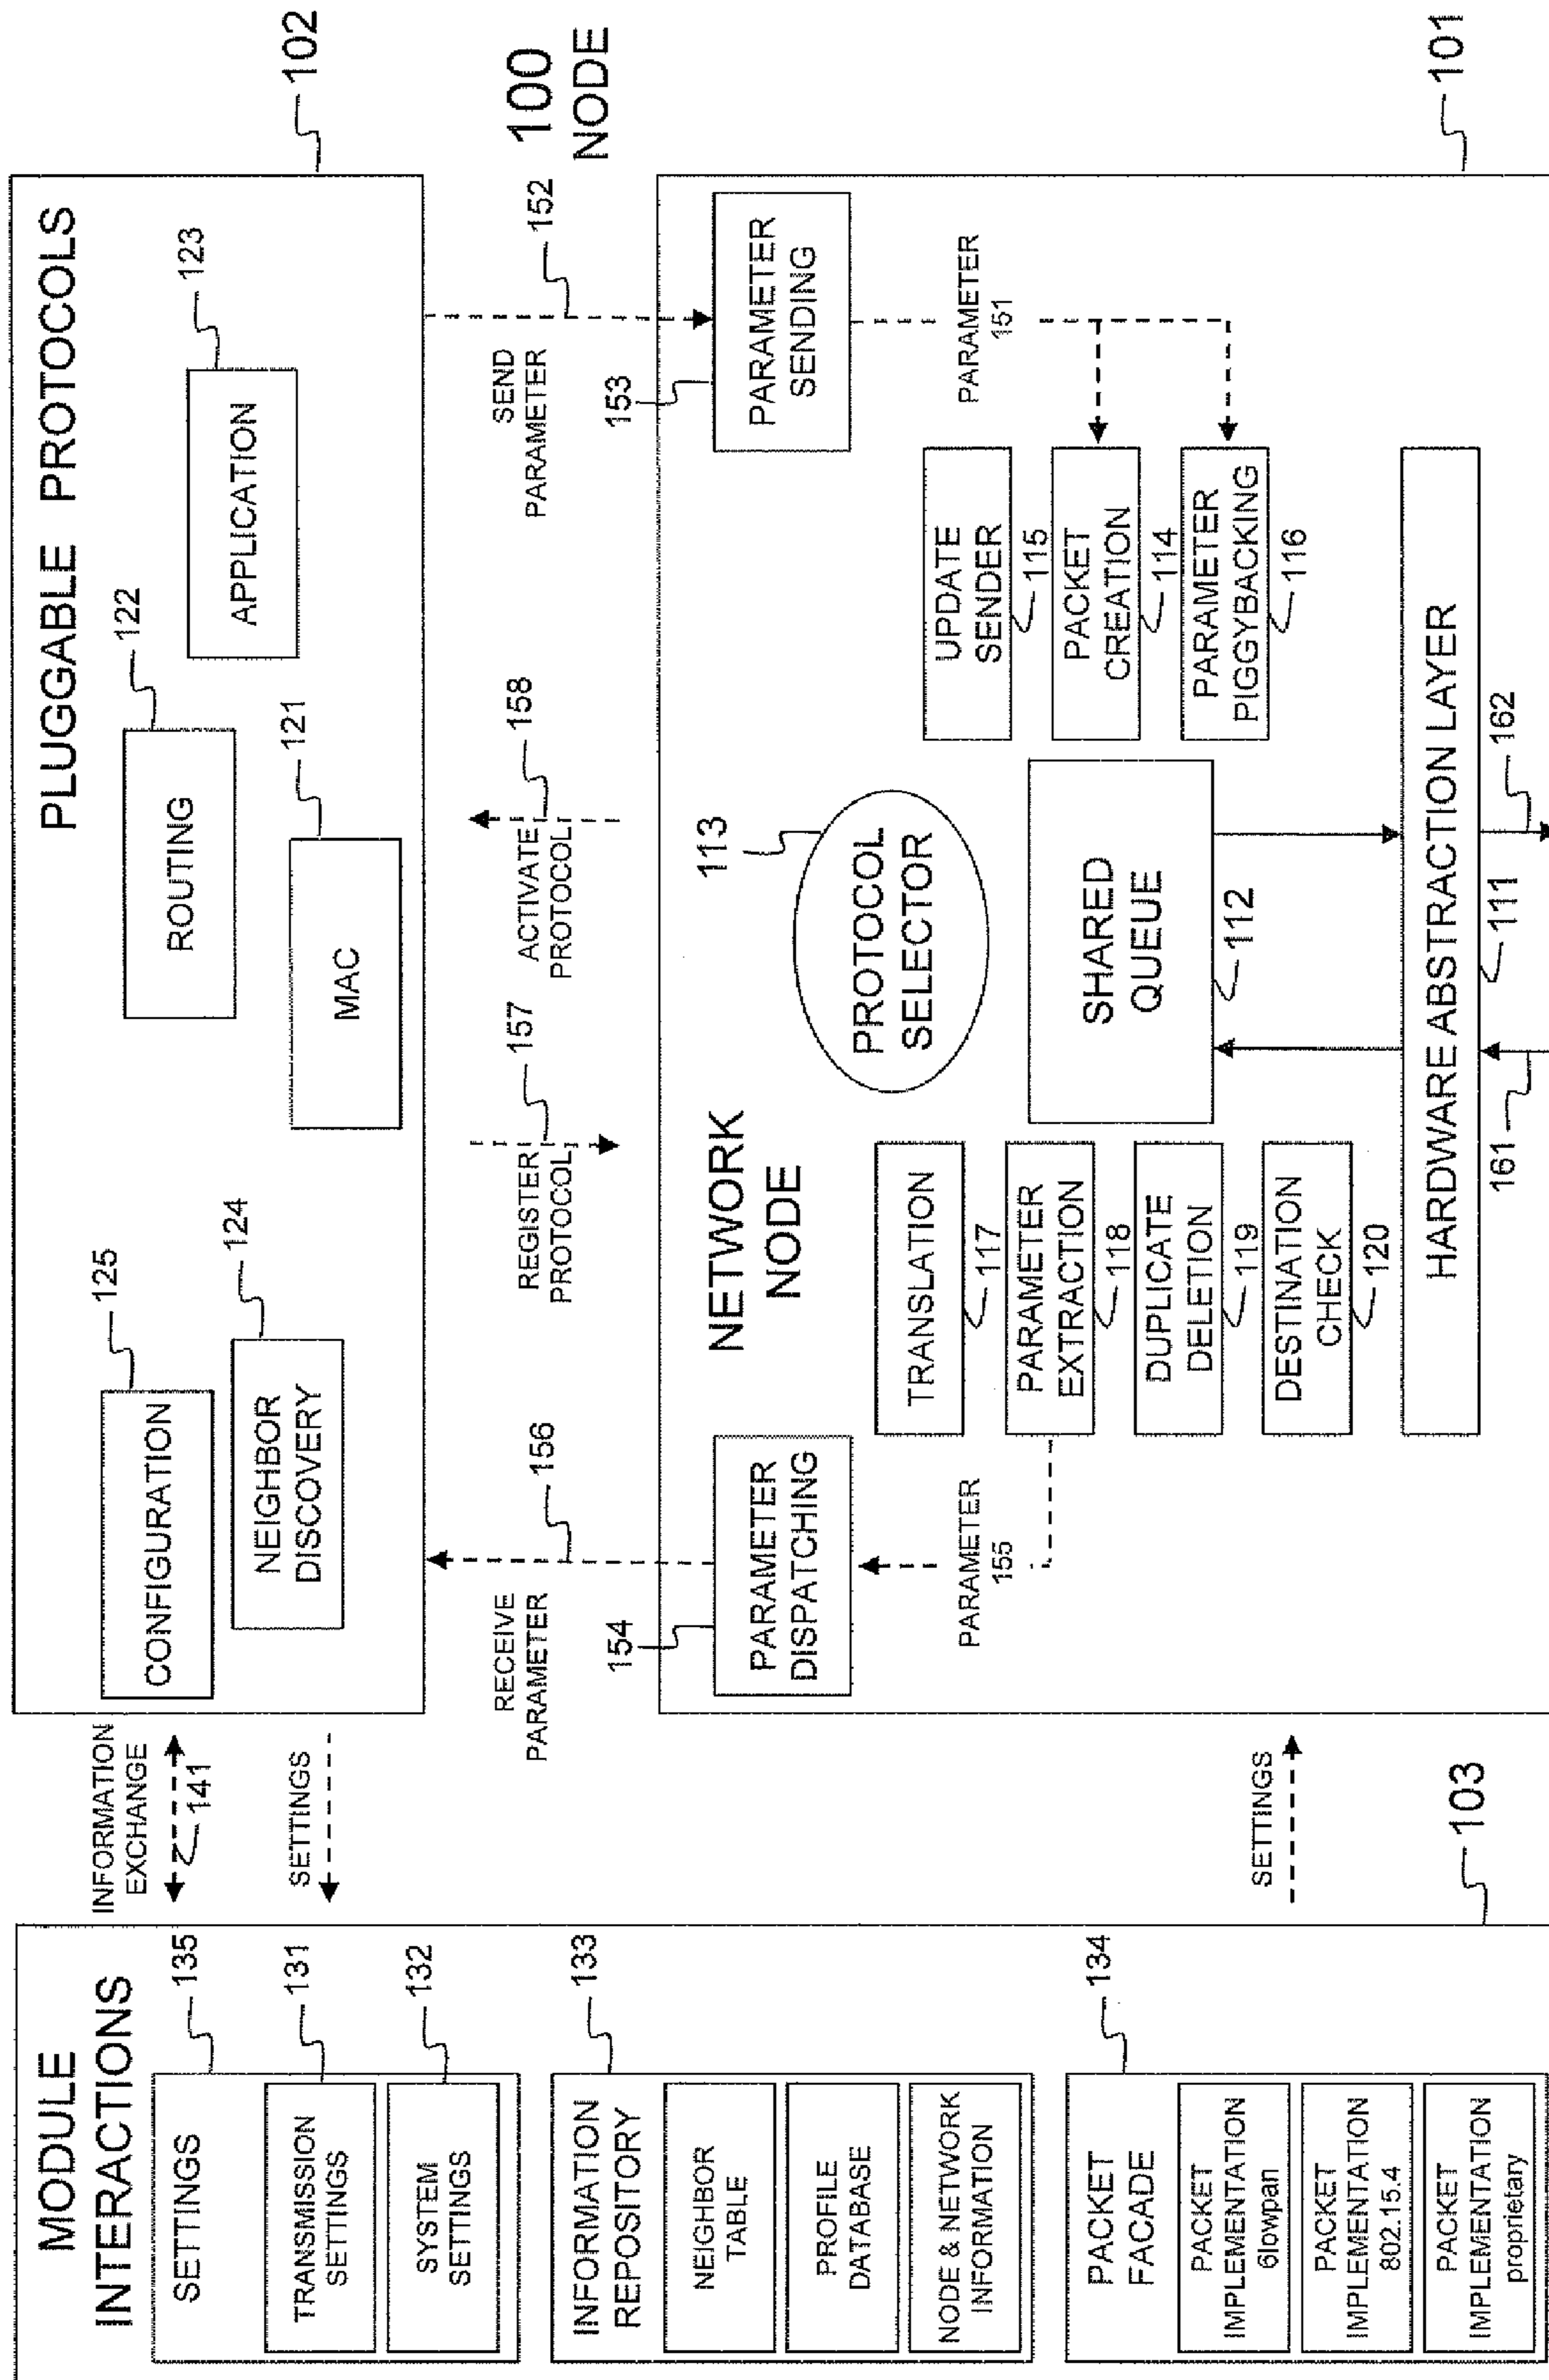 MODULE
INTERACTIONS
SETTINGS
135
TRANSMISSION
SETTINGS
131
SYSTEM
SETTINGS
132
INFORMATION
REPOSITORY
133
NEIGHBOR
TABLE
PROFILE
DATABASE
NODE & NETWORK
INFORMATION
PACKET
FACADE
134
PACKET
IMPLEMENTATION
6lowpan
PACKET
IMPLEMENTATION
802.15.4
PACKET
IMPLEMENTATION
proprietary
103
INFORMATION
EXCHANGE
141
SETTINGS
SETTINGS
PLUGGABLE PROTOCOLS
102
CONFIGURATION
125
NEIGHBOR
DISCOVERY
124
MAC
121
ROUTING
122
APPLICATION
123
RECEIVE
PARAMETER
156
REGISTER
PROTOCOL
157
ACTIVATE
PROTOCOL
158
SEND
PARAMETER
152
100
NODE
NETWORK
NODE
101
154
PARAMETER
DISPATCHING
PARAMETER
155
TRANSLATION
117
PARAMETER
EXTRACTION
118
DUPLICATE
DELETION
119
DESTINATION
CHECK
120
113
PROTOCOL
SELECTOR
SHARED
QUEUE
112
153
PARAMETER
SENDING
PARAMETER
151
UPDATE
SENDER
115
PACKET
CREATION
114
PARAMETER
PIGGYBACKING
116
HARDWARE ABSTRACTION LAYER
161
111
162